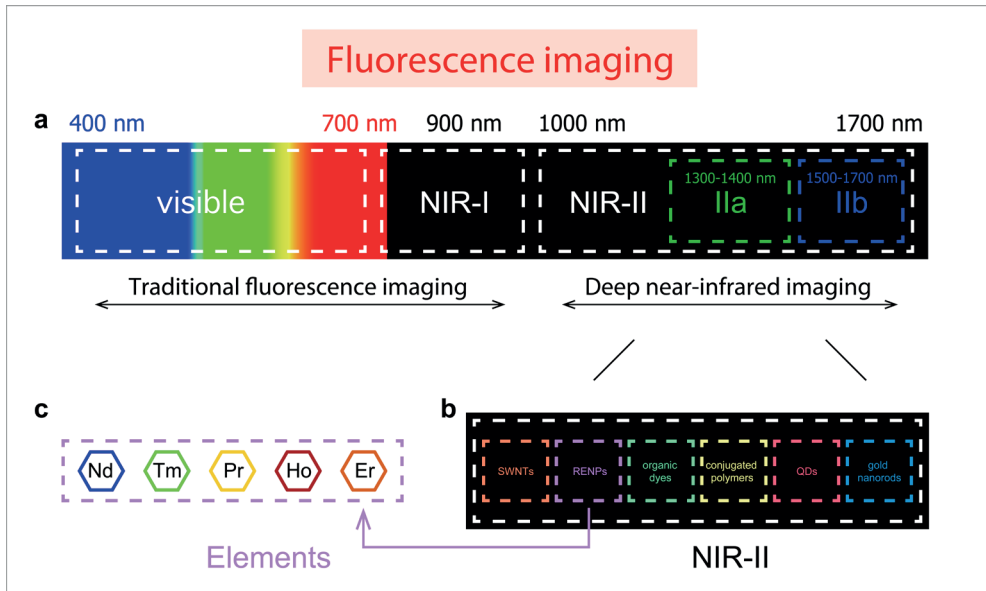 Fluorescence imaging
a
400 nm 700 nm 900 nm 1000 nm 1700 nm
visible NIR-I NIR-II
1300-1400 nm
IIa
1500-1700 nm
IIb
Traditional fluorescence imaging
Deep near-infrared imaging
c
Nd Tm Pr Ho Er
Elements
b
SWNTs
RENPs
organic
dyes
conjugated
polymers
QDs
gold
nanorods
NIR-II